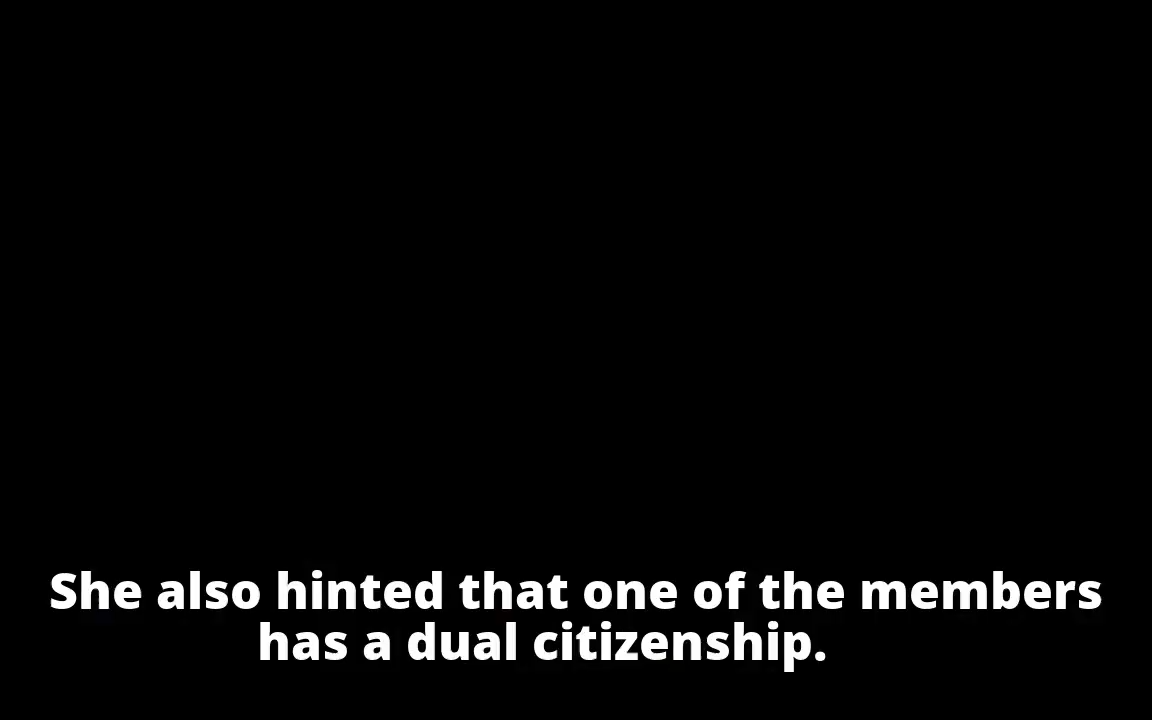 She also hinted that one of the members
has a dual citizenship.